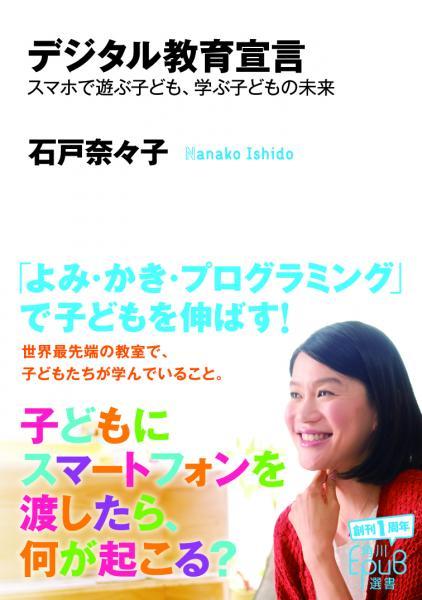 デジタル教育宣言
スマホで遊ぶ子ども、学ぶ子どもの未来
石戸奈々子 Nanako Ishido
「よみ・かき・プログラミング」
で子どもを伸ばす!
世界最先端の教室で、
子どもたちが学んでいること。
子どもに
スマートフォンを
渡したら、
何が起こる?
創刊1周年
角川
EPUB
選書